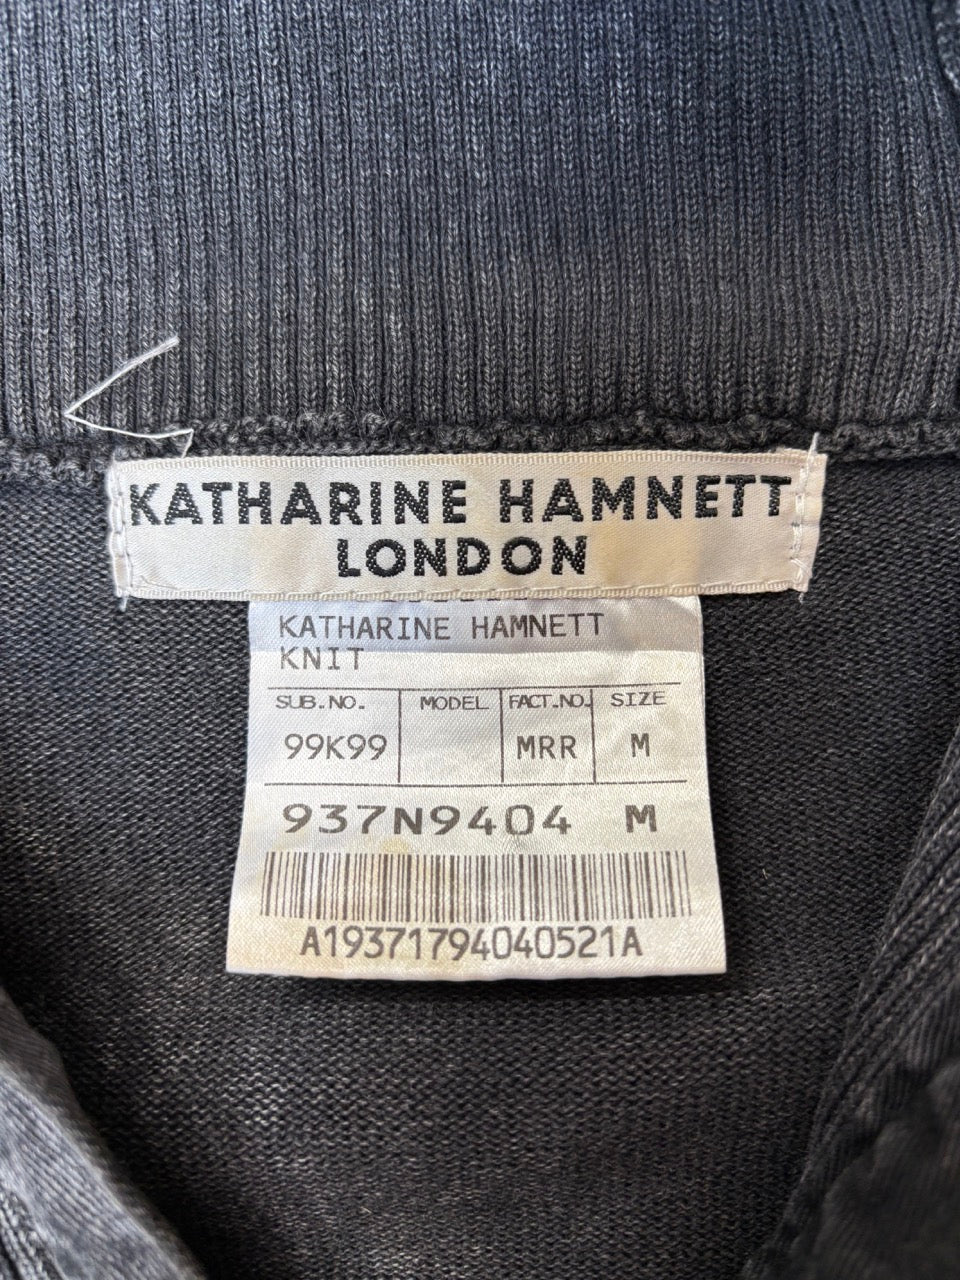 KATHARINE HAMNETT
LONDON
KATHARINE HAMNETT
KNIT
SUB.NO. MODEL FACT.NO. SIZE
99K99 MRR M
937N9404 M
A19371794040521A